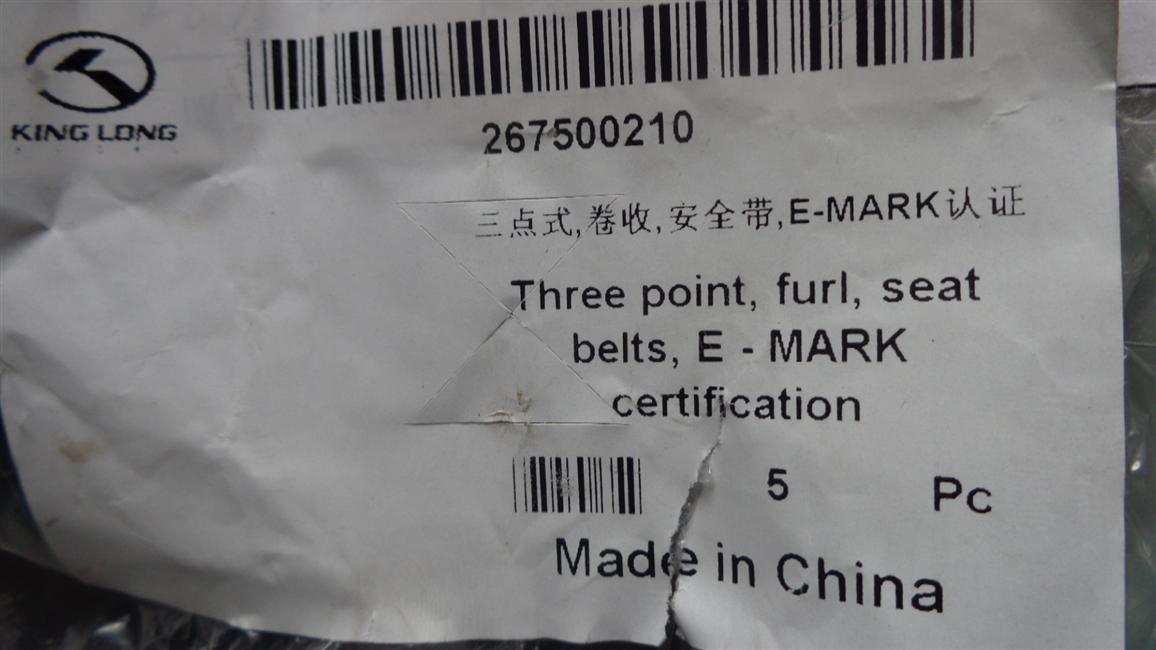 KING LONG
267500210
三点式,卷收,安全带,E-MARK认证
Three point, furl, seat
belts, E - MARK
certification
5 Pc
Made in China